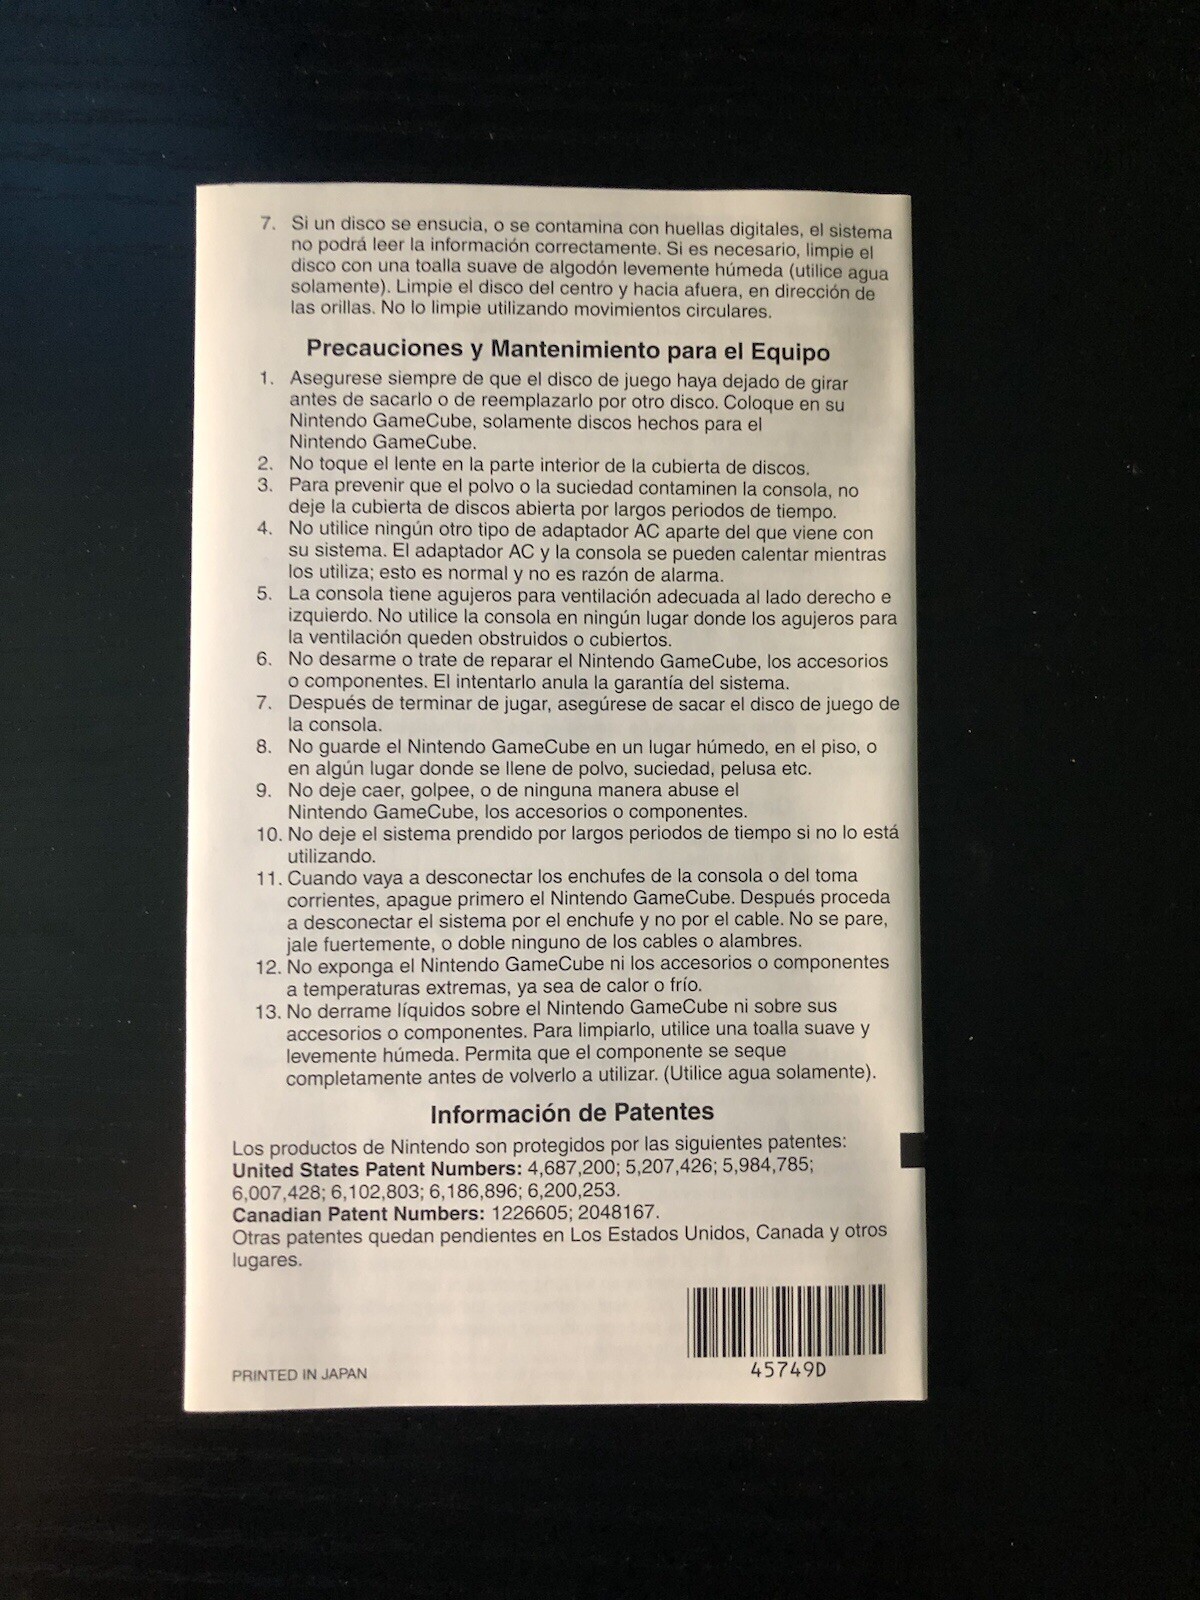 7. Si un disco se ensucia, o se contamina con huellas digitales, el sistema
no podrá leer la información correctamente. Si es necesario, limpie el
disco con una toalla suave de algodón levemente húmeda (utilice agua
solamente). Limpie el disco del centro y hacia afuera, en dirección de
las orillas. No lo limpie utilizando movimientos circulares.
Precauciones y Mantenimiento para el Equipo
1. Asegurese siempre de que el disco de juego haya dejado de girar
antes de sacarlo o de reemplazarlo por otro disco. Coloque en su
Nintendo GameCube, solamente discos hechos para el
Nintendo GameCube.
2. No toque el lente en la parte interior de la cubierta de discos.
3. Para prevenir que el polvo o la suciedad contaminen la consola, no
deje la cubierta de discos abierta por largos periodos de tiempo.
4. No utilice ningún otro tipo de adaptador AC aparte del que viene con
su sistema. El adaptador AC y la consola se pueden calentar mientras
los utiliza; esto es normal y no es razón de alarma.
5. La consola tiene agujeros para ventilación adecuada al lado derecho e
izquierdo. No utilice la consola en ningún lugar donde los agujeros para
la ventilación queden obstruidos o cubiertos.
6. No desarme o trate de reparar el Nintendo GameCube, los accesorios
o componentes. El intentarlo anula la garantía del sistema.
7. Después de terminar de jugar, asegúrese de sacar el disco de juego de
la consola.
8. No guarde el Nintendo GameCube en un lugar húmedo, en el piso, o
en algún lugar donde se llene de polvo, suciedad, pelusa etc.
9. No deje caer, golpee, o de ninguna manera abuse el
Nintendo GameCube, los accesorios o componentes.
10. No deje el sistema prendido por largos periodos de tiempo si no lo está
utilizando.
11. Cuando vaya a desconectar los enchufes de la consola o del toma
corrientes, apague primero el Nintendo GameCube. Después proceda
a desconectar el sistema por el enchufe y no por el cable. No se pare,
jale fuertemente, o doble ninguno de los cables o alambres.
12. No exponga el Nintendo GameCube ni los accesorios o componentes
a temperaturas extremas, ya sea de calor o frío.
13. No derrame líquidos sobre el Nintendo GameCube ni sobre sus
accesorios o componentes. Para limpiarlo, utilice una toalla suave y
levemente húmeda. Permita que el componente se seque
completamente antes de volverlo a utilizar. (Utilice agua solamente).
Información de Patentes
Los productos de Nintendo son protegidos por las siguientes patentes:
United States Patent Numbers: 4,687,200; 5,207,426; 5,984,785;
6,007,428; 6,102,803; 6,186,896; 6,200,253.
Canadian Patent Numbers: 1226605; 2048167.
Otras patentes quedan pendientes en Los Estados Unidos, Canada y otros
lugares.
45749D
PRINTED IN JAPAN